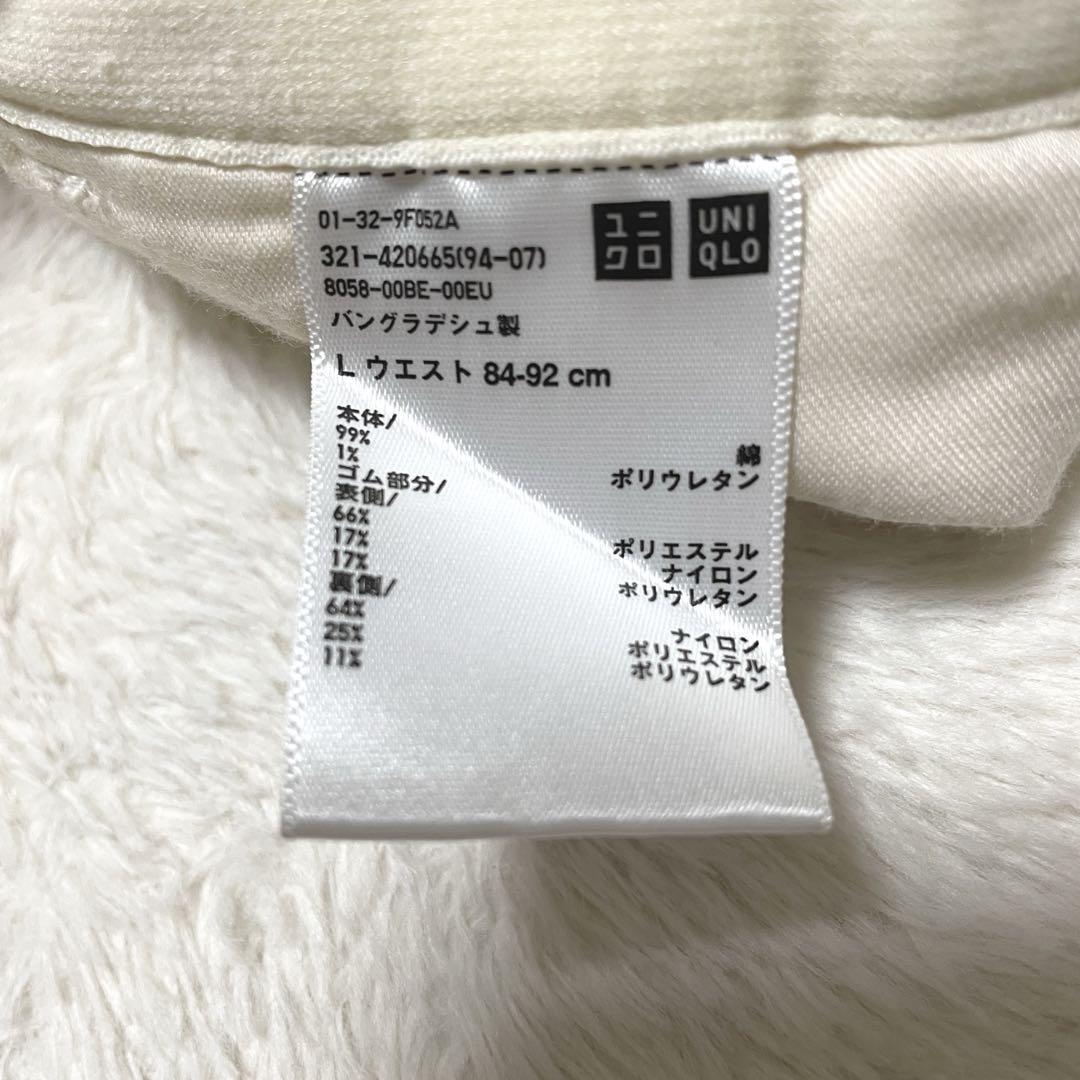 01-32-9F052A
321-420665(94-07)
8058-00BE-00EU
バングラデシュ製
ユニクロ
UNIQLO
L ウエスト 84-92 cm
本体/
99% 綿
1% ポリウレタン
ゴム部分/
表側/
66% ポリエステル
17% ナイロン
17% ポリウレタン
裏側/
64% ナイロン
25% ポリエステル
11% ポリウレタン